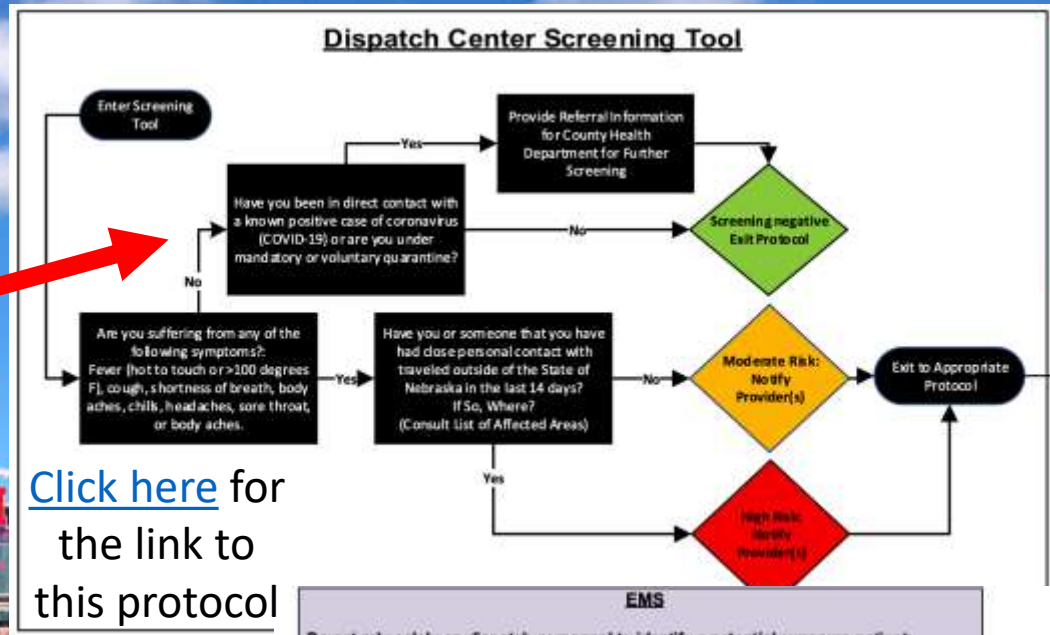 Dispatch Center Screening Tool
Enter Screening
Tool
Yes
Provide Referral Information
for County Health
Department for Further
Screening
Have you been in direct contact with
a known positive case of coronavirus
(COVID-19) or are you under
mandatory or voluntary quarantine?
No
Screening negative
Exit Protocol
No
Are you suffering from any of the
following symptoms?:
Fever (hot to touch or >100 degrees
F), cough, shortness of breath, body
aches, chills, headaches, sore throat,
or body aches.
Yes
Have you or someone that you have
had close personal contact with
traveled outside of the State of
Nebraska in the last 14 days?
If So, Where?
(Consult List of Affected Areas)
No
Moderate Risk:
Notify
Provider(s)
Exit to Appropriate
Protocol
Yes
High Risk:
Notify
Provider(s)
Click here for
the link to
this protocol
EMS